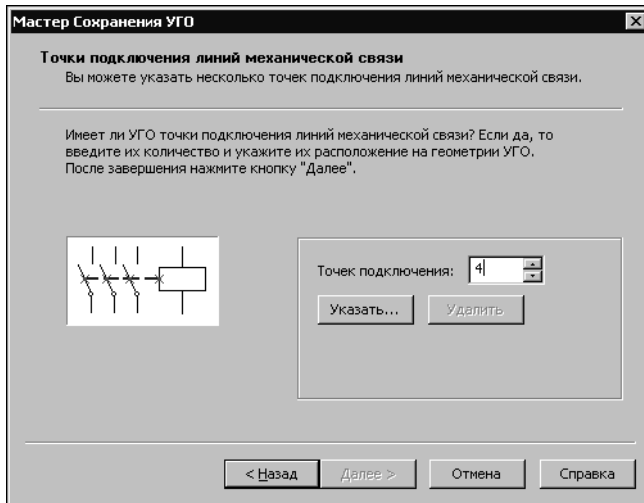 Мастер Сохранения УГО
Точки подключения линий механической связи
Вы можете указать несколько точек подключения линий механической связи.
Имеет ли УГО точки подключения линий механической связи? Если да, то
введите их количество и укажите их расположение на геометрии УГО.
После завершения нажмите кнопку "Далее".
Точек подключения: 4
Указать... Удалить
< Назад Далее > Отмена Справка